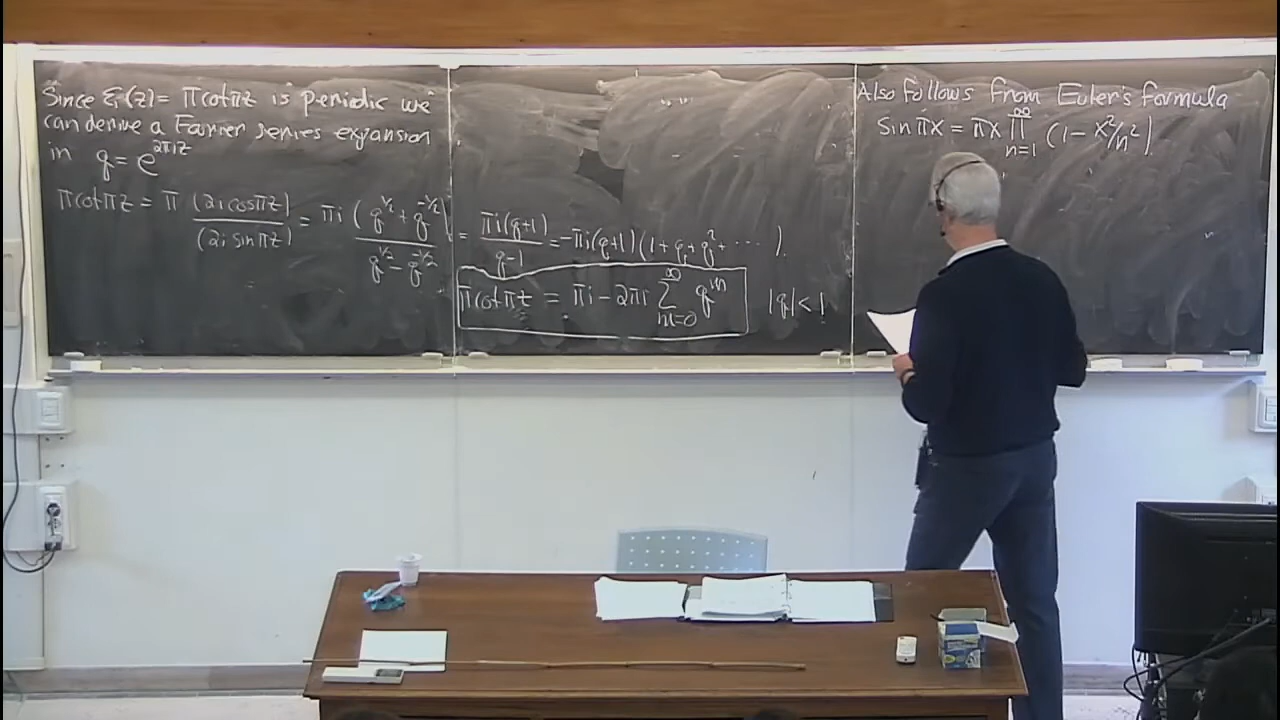 Since ε₁(z) = πcotπz is periodic we
can derive a Fourier series expansion
in q = e^{2πiz}
πcotπz = π (2i cosπz)/(2i sinπz) = πi (q^{1/2} + q^{-1/2})/(q^{1/2} - q^{-1/2}) = πi(q+1)/(q-1) = -πi(q+1)(1+q+q²+ ⋯ ).
πcotπz = πi - 2πi ∑_{m=0}^{∞} q^m |q| < 1
Also follows from Euler's formula
sin πx = πx ∏_{n=1}^{∞} (1 - x²/n²)